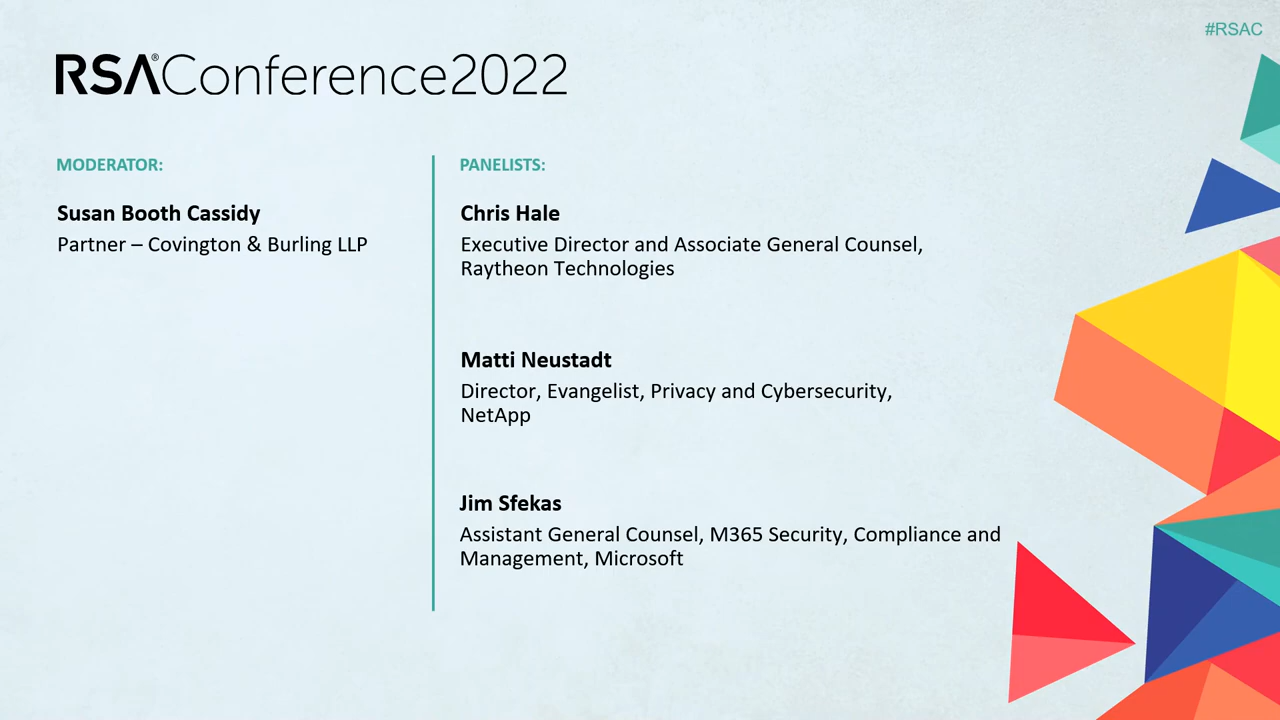 #RSAC
RSA®Conference2022
MODERATOR:
Susan Booth Cassidy
Partner – Covington & Burling LLP
PANELISTS:
Chris Hale
Executive Director and Associate General Counsel,
Raytheon Technologies
Matti Neustadt
Director, Evangelist, Privacy and Cybersecurity,
NetApp
Jim Sfekas
Assistant General Counsel, M365 Security, Compliance and
Management, Microsoft